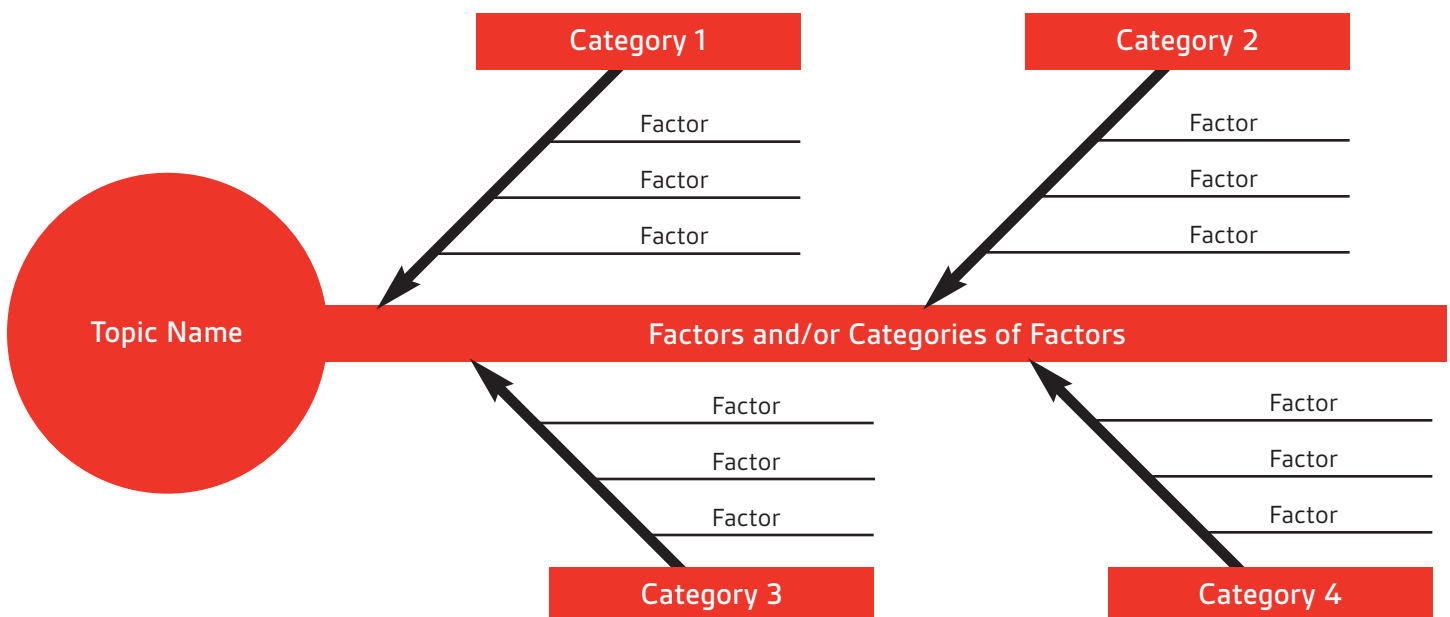 Category 1
Category 2
Factor
Factor
Factor
Factor
Factor
Factor
Topic Name
Factors and/or Categories of Factors
Factor
Factor
Factor
Factor
Factor
Factor
Category 3
Category 4